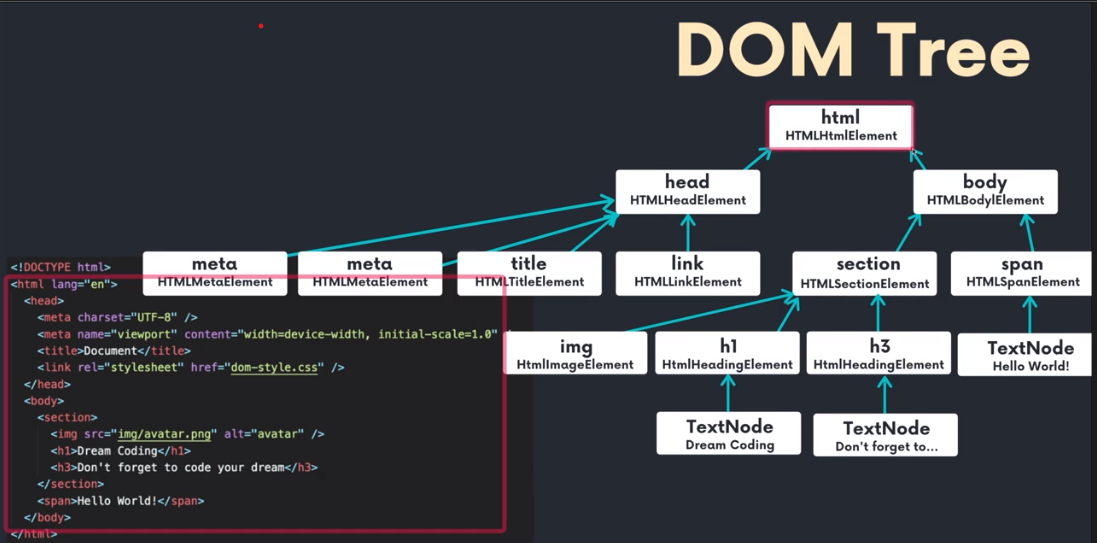 DOM Tree
html
HTMLHtmlElement
head
HTMLHeadElement
body
HTMLBodylElement
meta
HTMLMetaElement
meta
HTMLMetaElement
title
HTMLTitleElement
link
HTMLLinkElement
section
HTMLSectionElement
span
HTMLSpanElement
img
HtmlImageElement
h1
HtmlHeadingElement
h3
HtmlHeadingElement
TextNode
Hello World!
TextNode
Dream Coding
TextNode
Don't forget to...
<!DOCTYPE html>
<html lang="en">
<head>
<meta charset="UTF-8" />
<meta name="viewport" content="width=device-width, initial-scale=1.0"
<title>Document</title>
<link rel="stylesheet" href="dom-style.css" />
</head>
<body>
<section>
<img src="img/avatar.png" alt="avatar" />
<h1>Dream Coding</h1>
<h3>Don't forget to code your dream</h3>
</section>
<span>Hello World!</span>
</body>
</html>